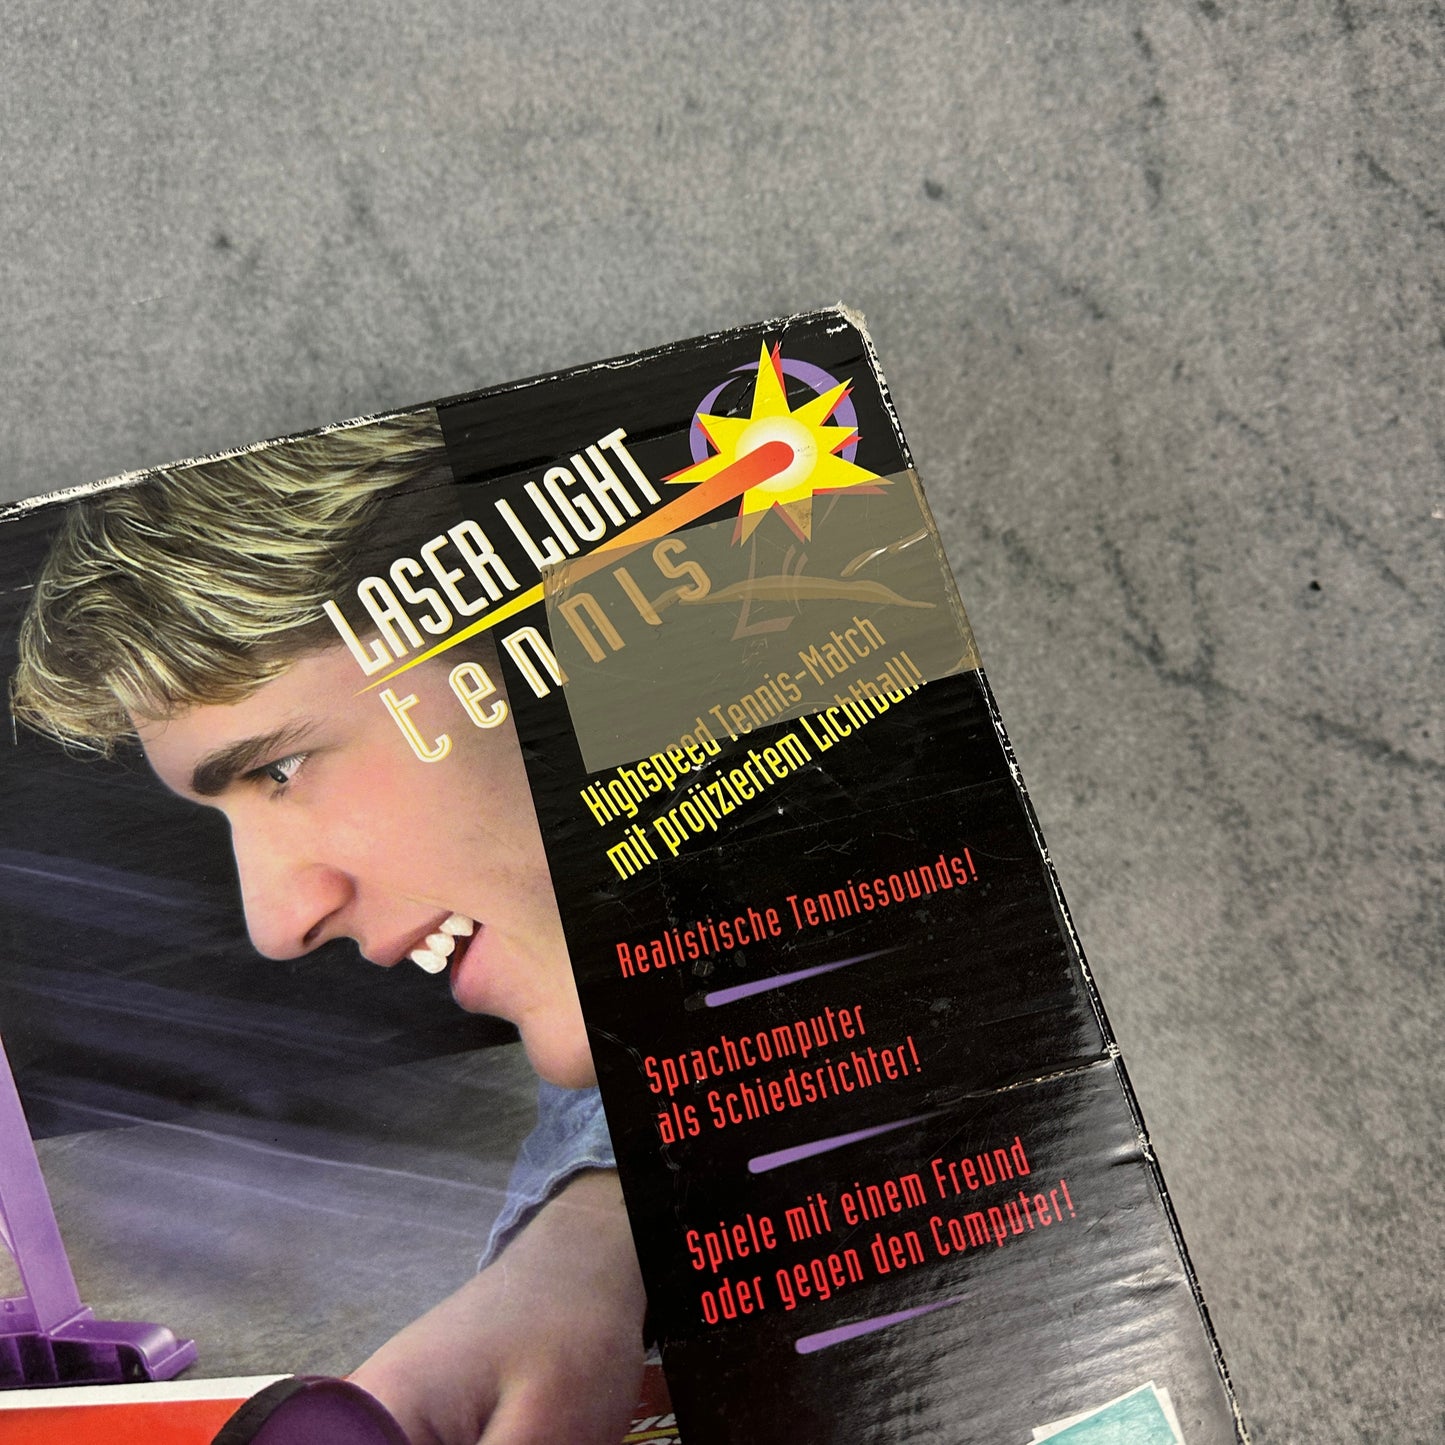 LASER LIGHT
tennis
Highspeed Tennis-Match
mit projiziertem Lichtball!
Realistische Tennissounds!
Sprachcomputer
als Schiedsrichter!
Spiele mit einem Freund
oder gegen den Computer!